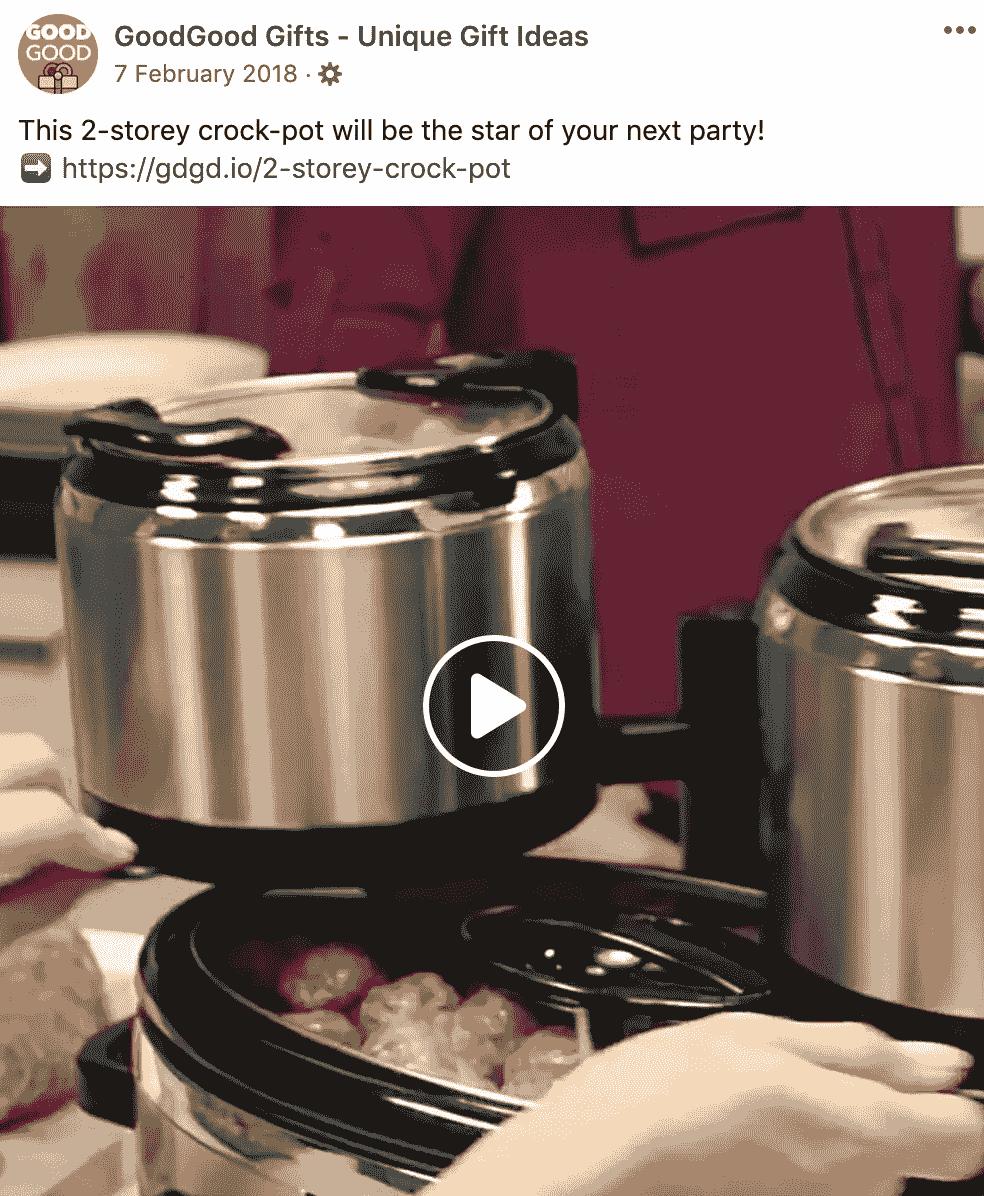 GOOD
GOOD
GoodGood Gifts - Unique Gift Ideas
7 February 2018 ·
This 2-storey crock-pot will be the star of your next party!
➡ https://gdgd.io/2-storey-crock-pot